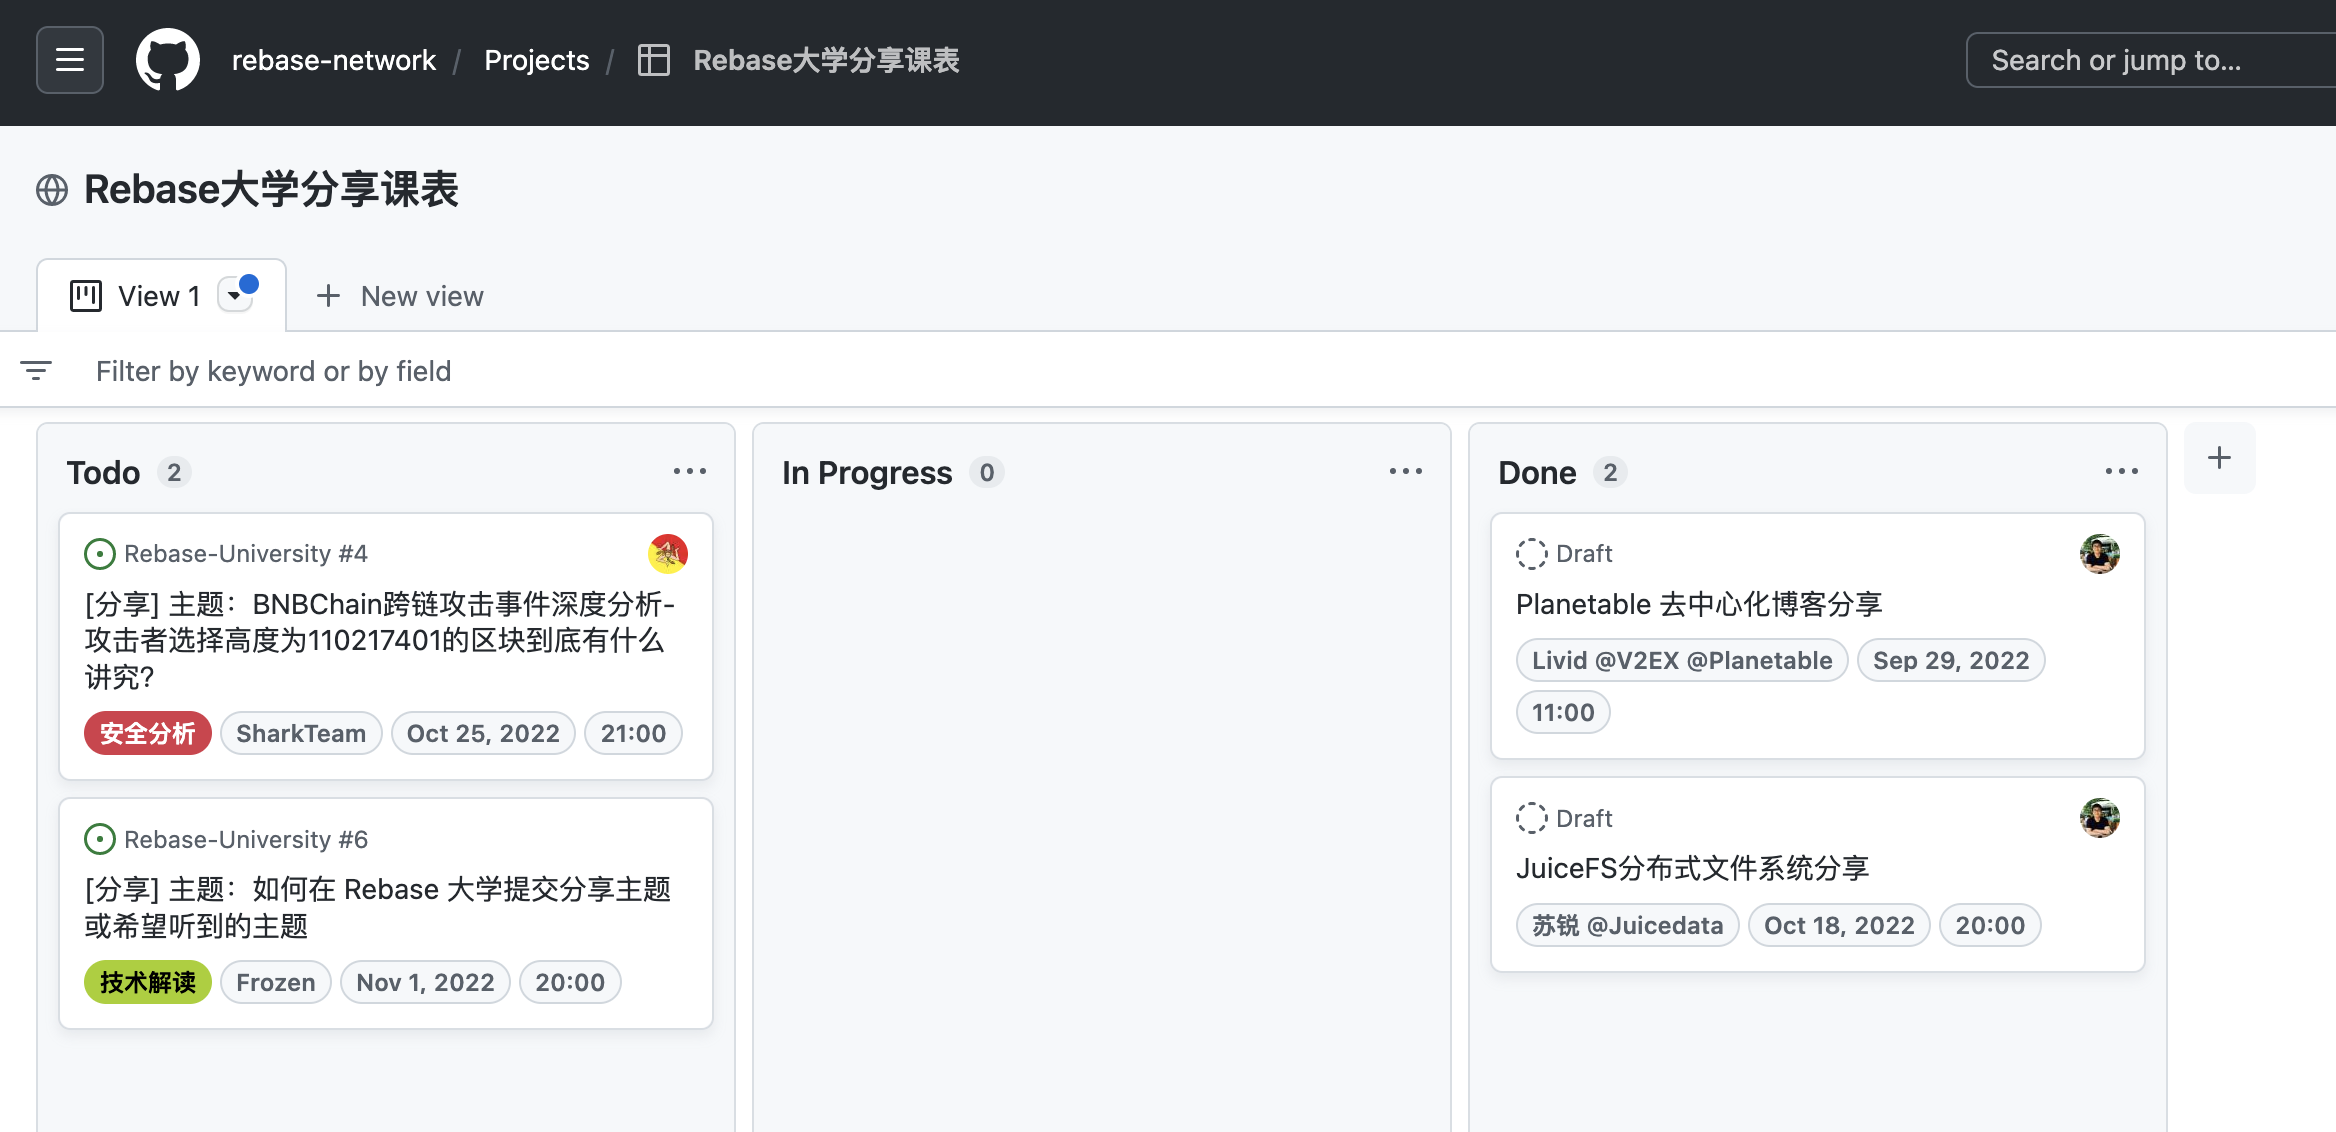 rebase-network / Projects / Rebase大学分享课表
Search or jump to...
Rebase大学分享课表
View 1
New view
Filter by keyword or by field
Todo 2
Rebase-University #4
[分享] 主题：BNBChain跨链攻击事件深度分析-
攻击者选择高度为110217401的区块到底有什么
讲究?
安全分析 SharkTeam Oct 25, 2022 21:00
Rebase-University #6
[分享] 主题：如何在 Rebase 大学提交分享主题
或希望听到的主题
技术解读 Frozen Nov 1, 2022 20:00
In Progress 0
Done 2
Draft
Planetable 去中心化博客分享
Livid @V2EX @Planetable Sep 29, 2022
11:00
Draft
JuiceFS分布式文件系统分享
苏锐 @Juicedata Oct 18, 2022 20:00